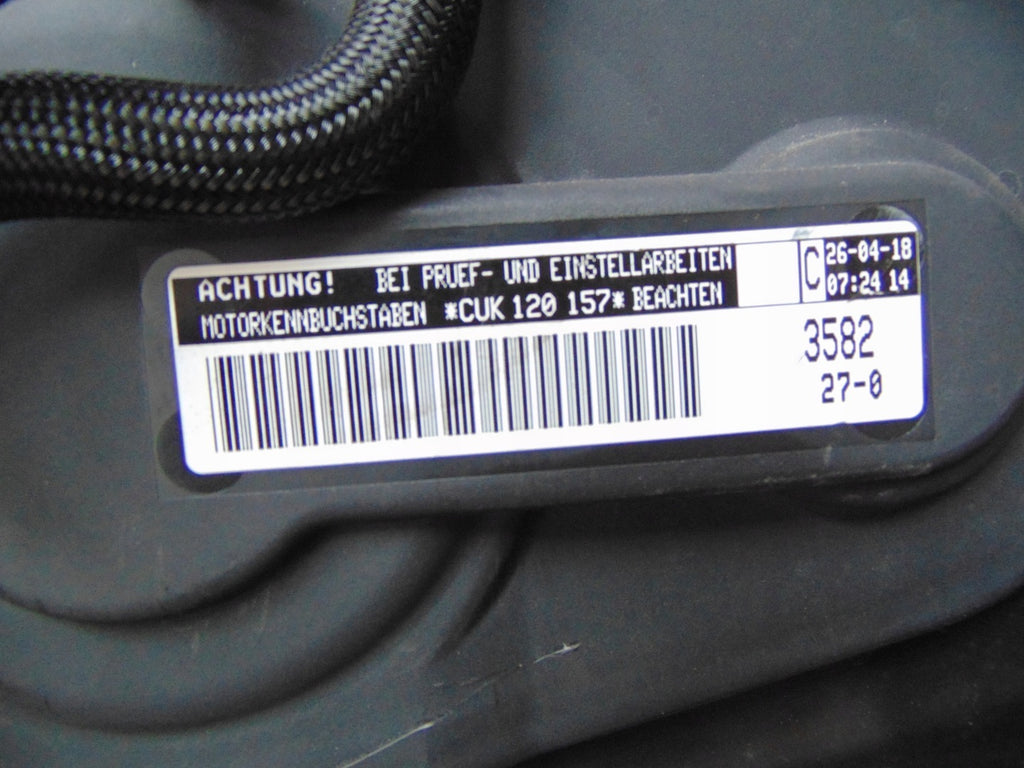 ACHTUNG! BEI PRUEF- UND EINSTELLARBEITEN
MOTORKENNBUCHSTABEN *CUK 120 157* BEACHTEN
C 26-04-18
07:24 14
3582
27-0